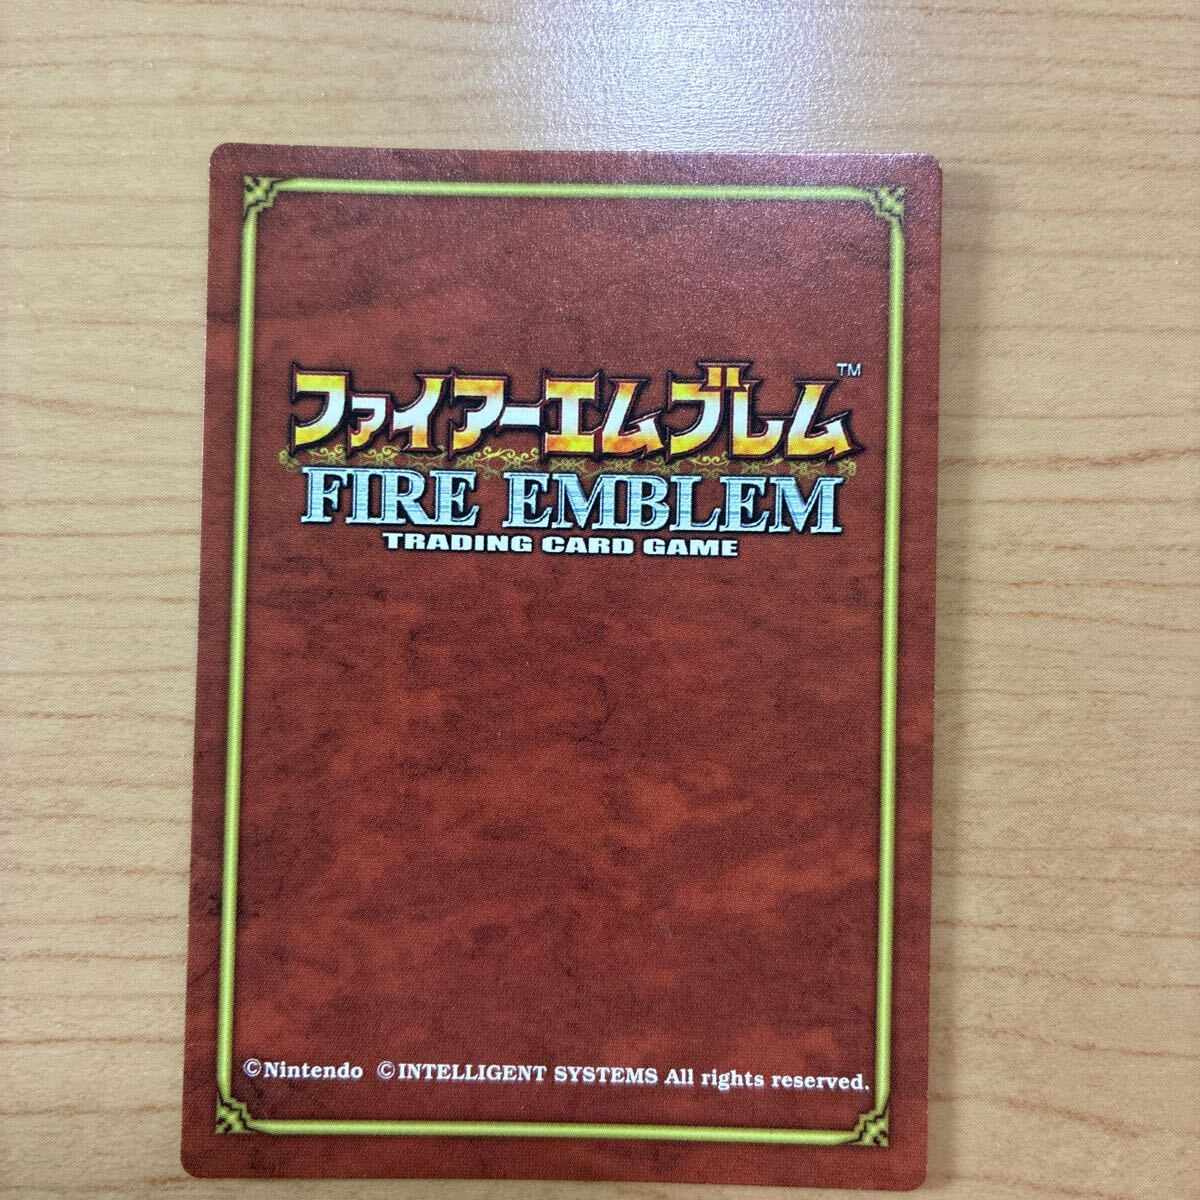 ファイアーエムブレム™
FIRE EMBLEM
TRADING CARD GAME
©Nintendo ©INTELLIGENT SYSTEMS All rights reserved.